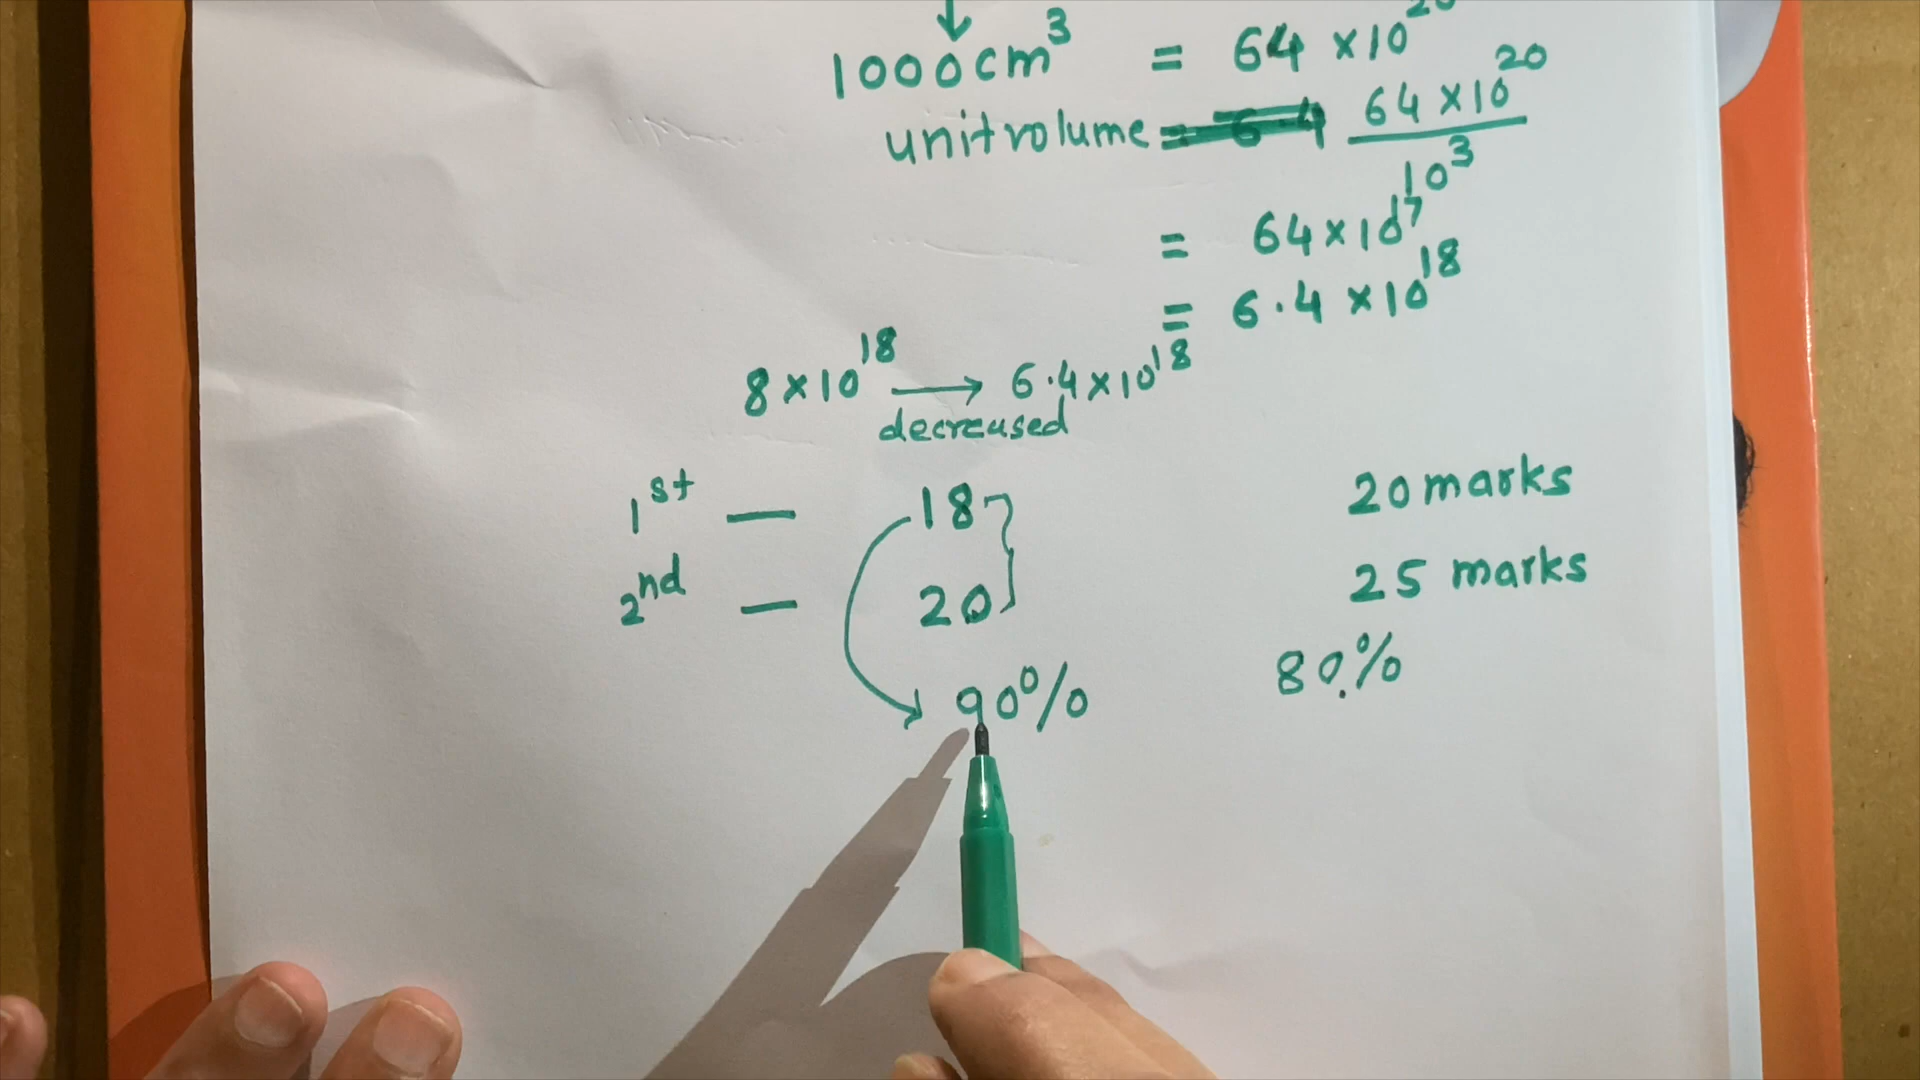 1000cm³ = 64 × 10²⁰
unit volume = 6.4 64 × 10²⁰ / 10³
= 64 × 10¹⁷
= 6.4 × 10¹⁸
8 × 10¹⁸ → 6.4 × 10¹⁸
decreased
1st — 18 20 marks
2nd — 20 25 marks
90% 80%